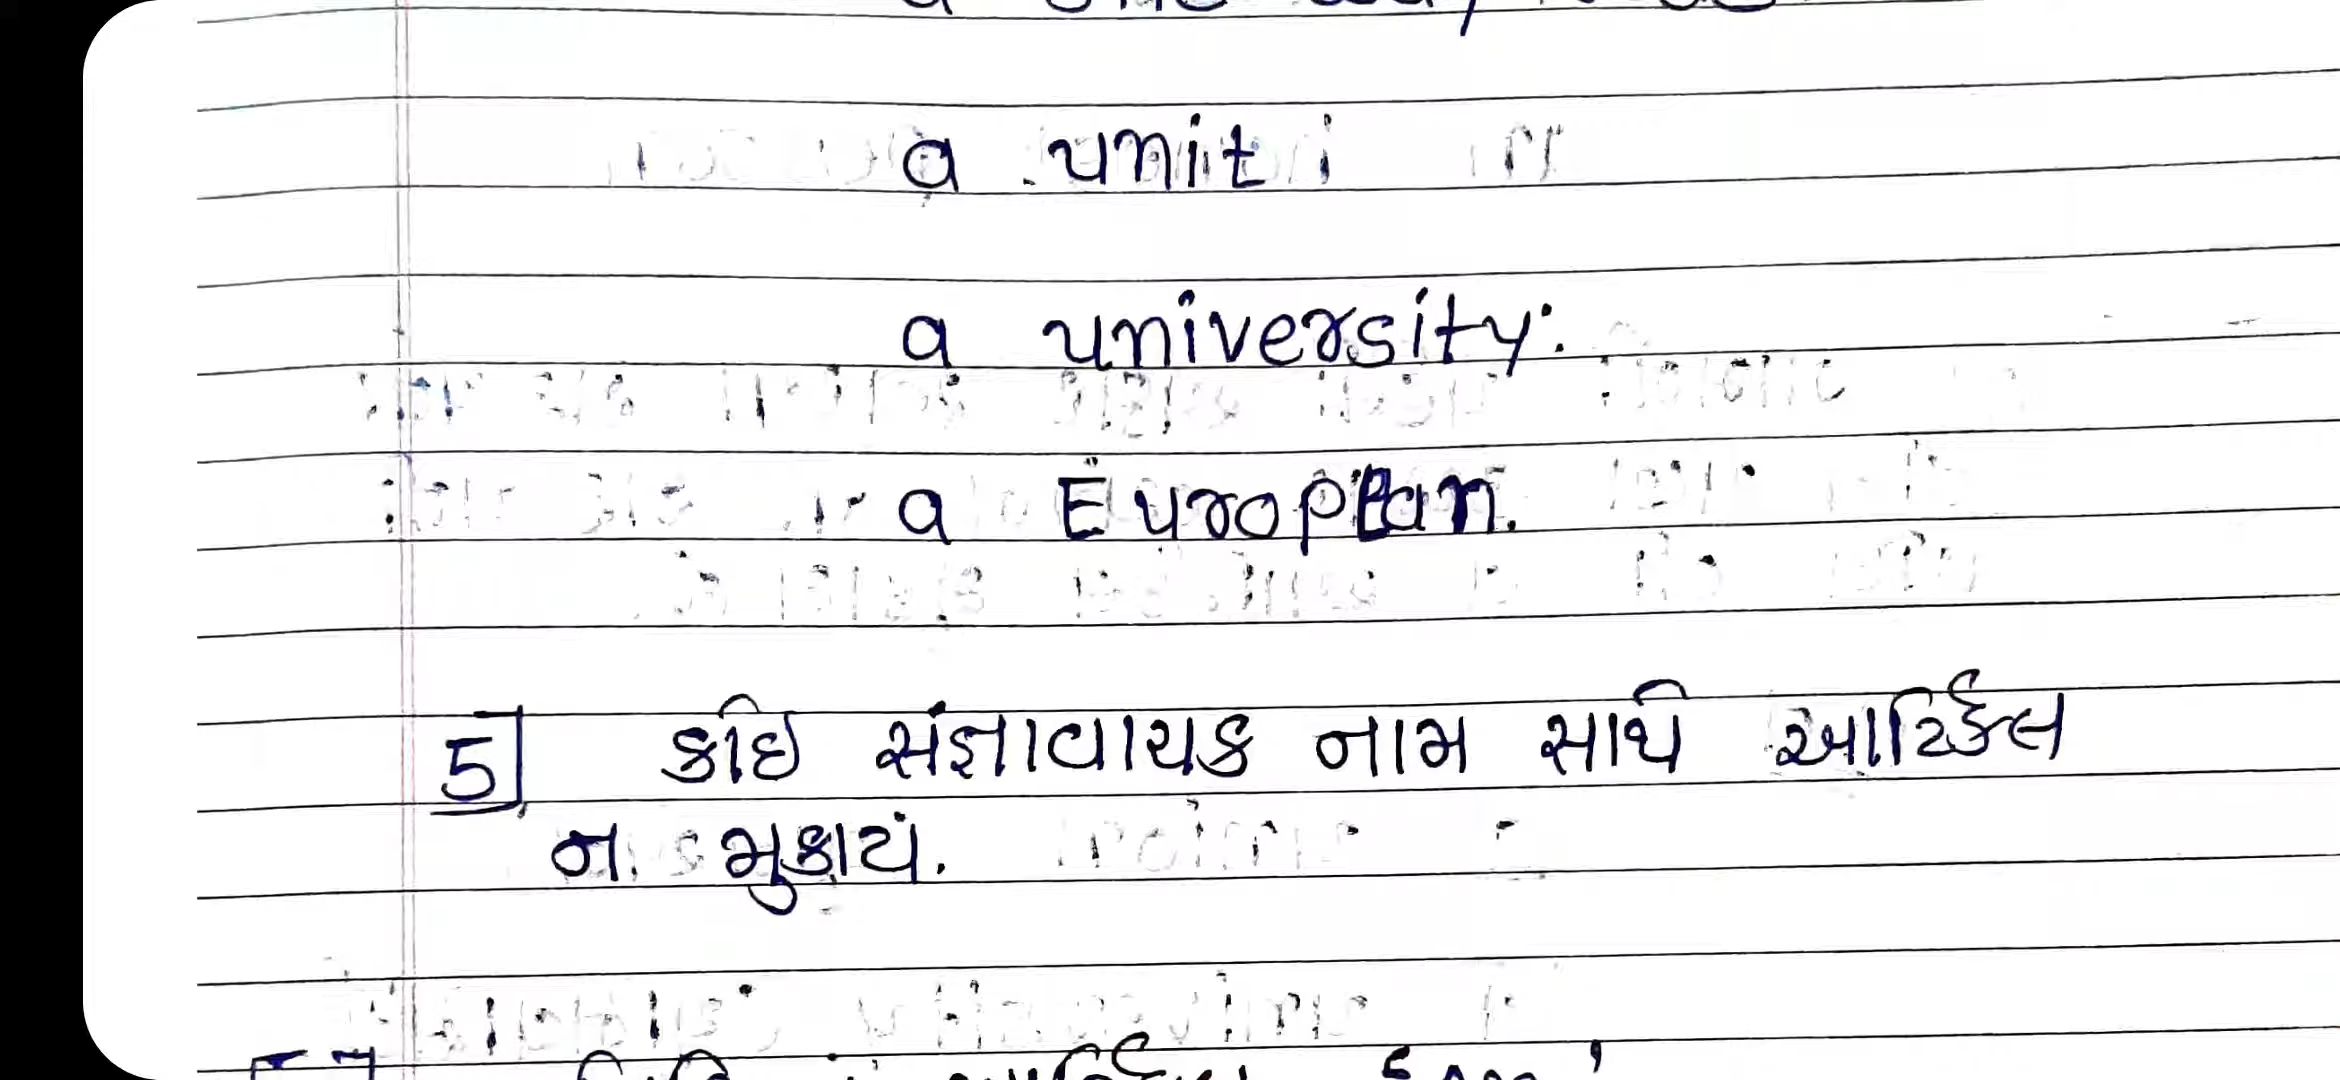 a unit
a university.
a European.
5] કોઇ સંજ્ઞાવાચક નામ સાથે આર્ટિકલ
ન મુકાય.